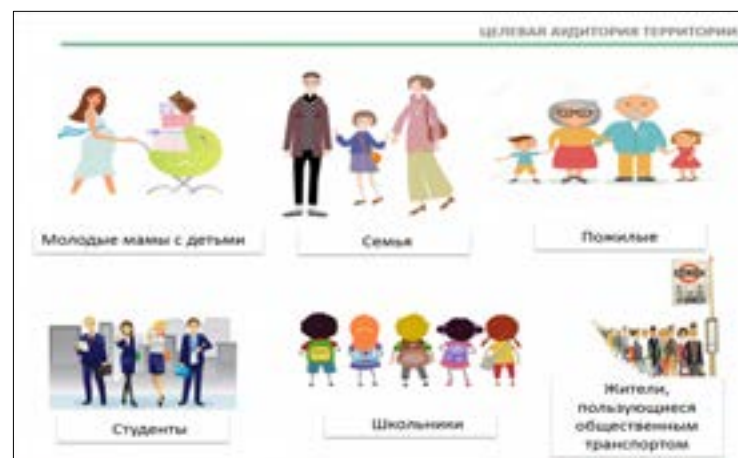 ЦЕЛЕВАЯ АУДИТОРИЯ ТЕРРИТОРИИ
Молодые мамы с детьми
Семья
Пожилые
Студенты
Школьники
Жители,
пользующиеся
общественным
транспортом